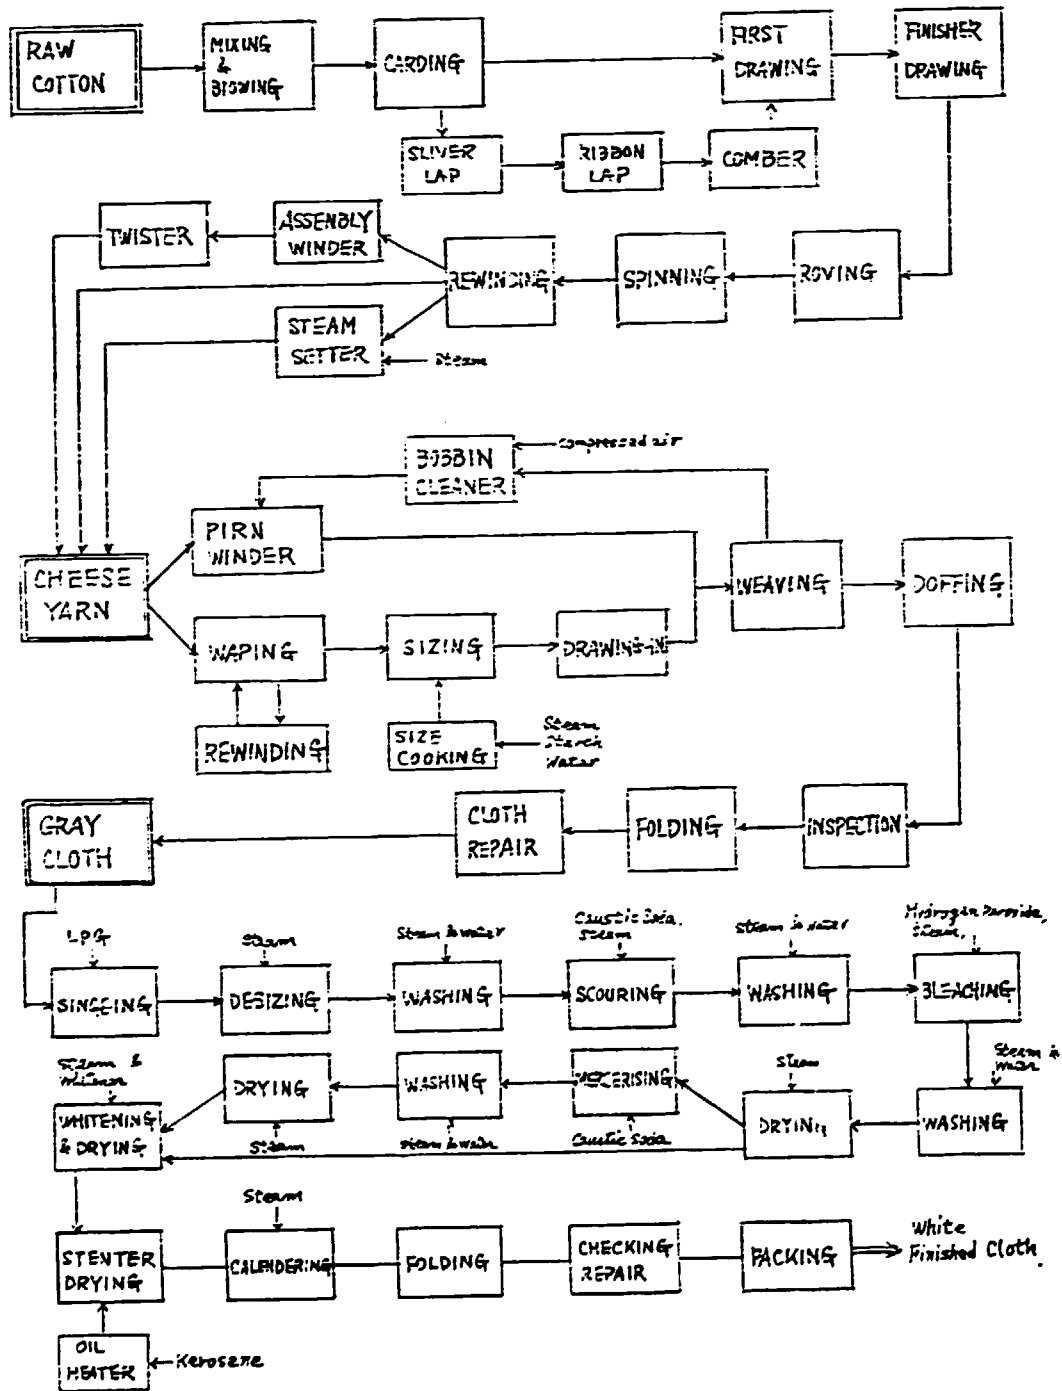 RAW
COTTON
MIXING
&
BLOWING
CARDING
FIRST
DRAWING
FINISHER
DRAWING
SLIVER
LAP
RIBBON
LAP
COMBER
TWISTER
ASSEMBLY
WINDER
REWINDING
SPINNING
ROVING
STEAM
SETTER
Steam
BOBBIN
CLEANER
Compressed air
PIRN
WINDER
CHEESE
YARN
WEAVING
DOFFING
WAPING
SIZING
DRAWING-IN
REWINDING
SIZE
COOKING
Steam
Starch
Water
GRAY
CLOTH
CLOTH
REPAIR
FOLDING
INSPECTION
LPG
Steam
Steam & water
Caustic Soda,
Steam
Steam & water
Hydrogen Peroxide,
Steam,
SINGEING
DESIZING
WASHING
SCOURING
WASHING
BLEACHING
Steam &
Whitener
DRYING
WASHING
MERCERISING
Steam
Steam &
WHITENING
& DRYING
DRYING
WASHING
Steam
Steam & water
Caustic Soda
Steam
STENTER
DRYING
CALENDERING
FOLDING
CHECKING
REPAIR
PACKING
White
Finished Cloth
OIL
HEATER
Kerosene